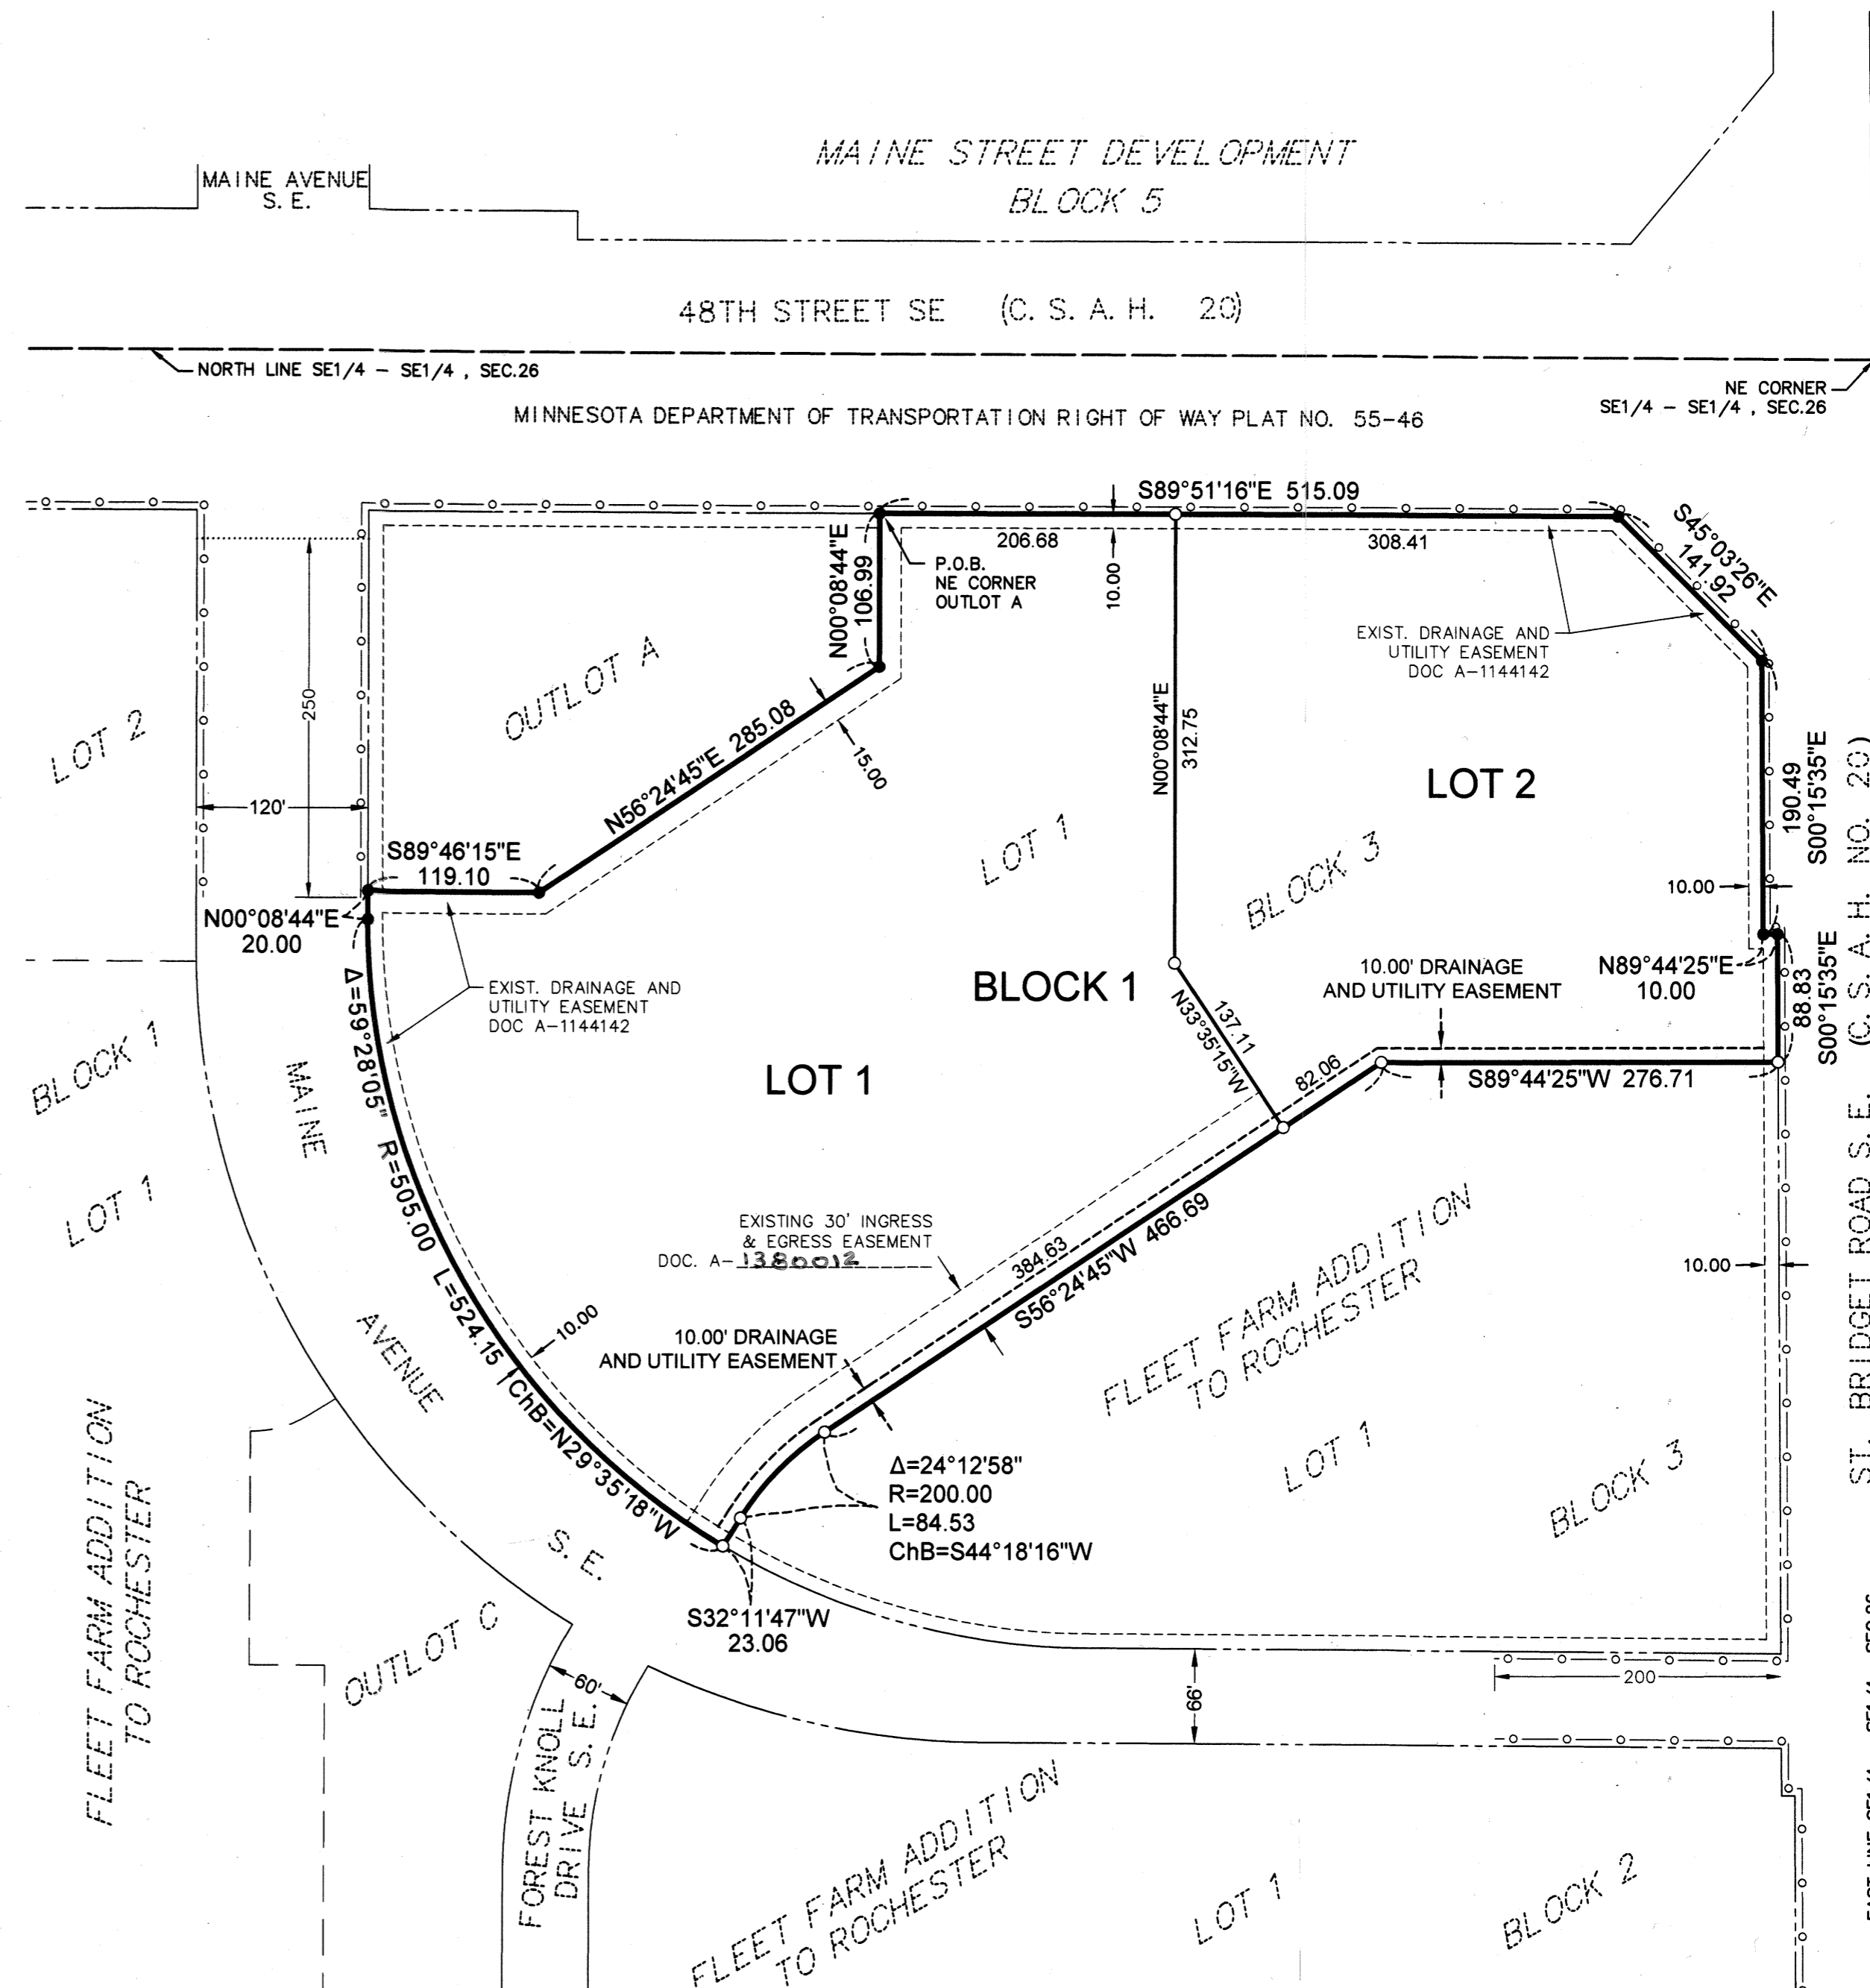 MAINE STREET DEVELOPMENT
BLOCK 5
MAINE AVENUE
S. E.
48TH STREET SE (C. S. A. H. 20)
NORTH LINE SE1/4 - SE1/4 , SEC.26
NE CORNER
SE1/4 - SE1/4 , SEC.26
MINNESOTA DEPARTMENT OF TRANSPORTATION RIGHT OF WAY PLAT NO. 55-46
S89°51'16"E 515.09
206.68
308.41
10.00
S45°03'26"E
141.92
N00°08'44"E
106.99
P.O.B.
NE CORNER
OUTLOT A
EXIST. DRAINAGE AND
UTILITY EASEMENT
DOC A-1144142
OUTLOT A
LOT 2
250
120'
N56°24'45"E 285.08
15.00
N00°08'44"E
312.75
LOT 2
190.49
S00°15'35"E
S89°46'15"E
119.10
LOT 1
BLOCK 3
10.00
N00°08'44"E
20.00
EXIST. DRAINAGE AND
UTILITY EASEMENT
DOC A-1144142
BLOCK 1
10.00' DRAINAGE
AND UTILITY EASEMENT
N89°44'25"E
10.00
88.83
S00°15'35"E
137.11
N33°35'15"W
82.06
S89°44'25"W 276.71
BLOCK 1
LOT 1
LOT 1
MAINE
AVENUE
S. E.
Δ=59°28'05" R=505.00 L=524.15 ChB=N29°35'18"W
10.00
EXISTING 30' INGRESS
& EGRESS EASEMENT
DOC. A-1380012
384.63
S56°24'45"W 466.69
10.00' DRAINAGE
AND UTILITY EASEMENT
FLEET FARM ADDITION
TO ROCHESTER
LOT 1
BLOCK 3
10.00
ST. BRIDGET ROAD S. E. (C. S. A. H. NO. 20)
Δ=24°12'58"
R=200.00
L=84.53
ChB=S44°18'16"W
S32°11'47"W
23.06
FLEET FARM ADDITION
TO ROCHESTER
OUTLOT C
60'
FOREST KNOLL
DRIVE S. E.
66'
200
FLEET FARM ADDITION
TO ROCHESTER
LOT 1
BLOCK 2